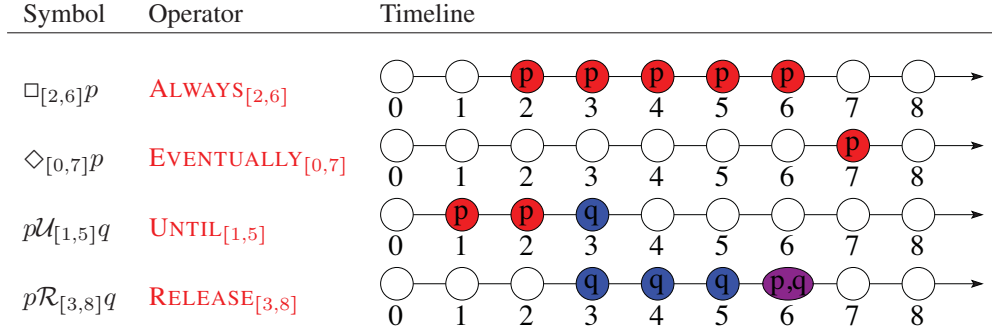 Symbol Operator Timeline
□[2,6]p ALWAYS[2,6] p p p p p
0 1 2 3 4 5 6 7 8
◇[0,7]p EVENTUALLY[0,7] p
0 1 2 3 4 5 6 7 8
p𝒰[1,5]q UNTIL[1,5] p p q
0 1 2 3 4 5 6 7 8
pℛ[3,8]q RELEASE[3,8] q q q p,q
0 1 2 3 4 5 6 7 8